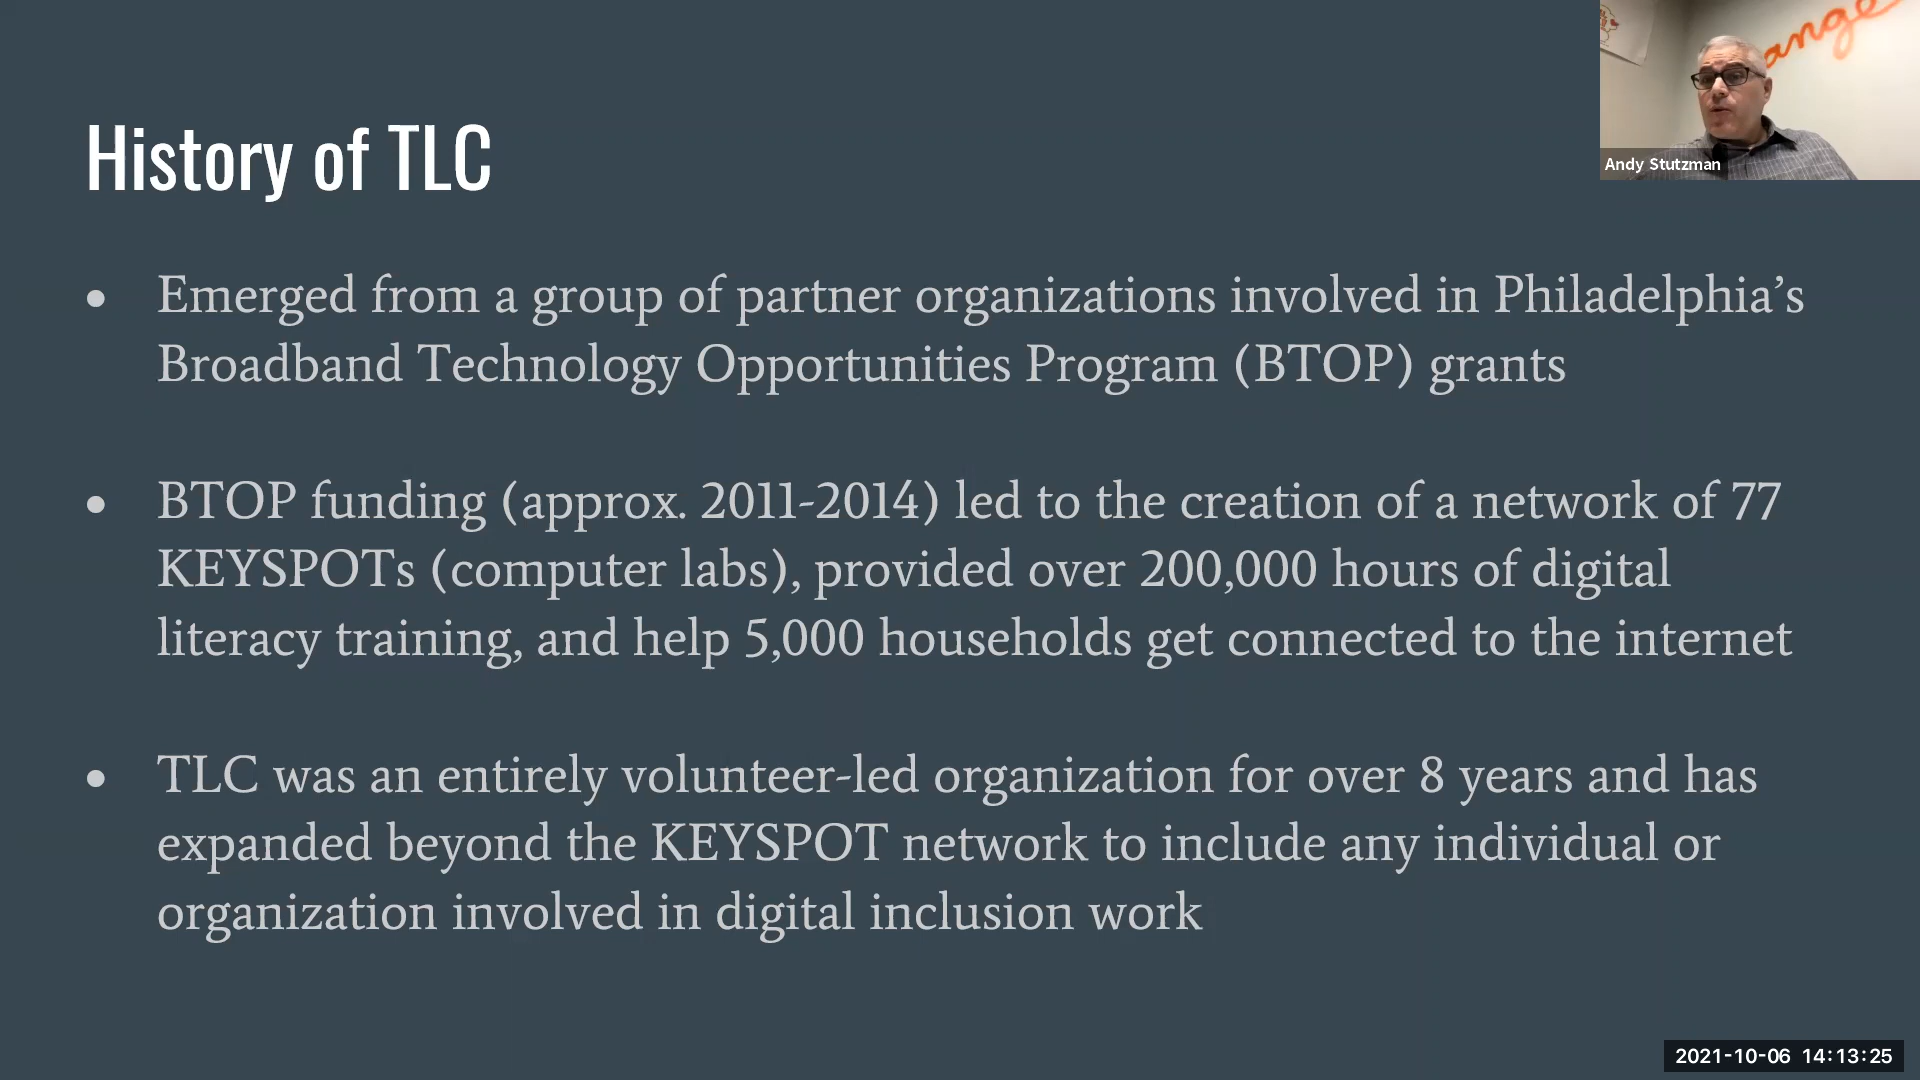 ange
Andy Stutzman
History of TLC
• Emerged from a group of partner organizations involved in Philadelphia’s
Broadband Technology Opportunities Program (BTOP) grants
• BTOP funding (approx. 2011-2014) led to the creation of a network of 77
KEYSPOTs (computer labs), provided over 200,000 hours of digital
literacy training, and help 5,000 households get connected to the internet
• TLC was an entirely volunteer-led organization for over 8 years and has
expanded beyond the KEYSPOT network to include any individual or
organization involved in digital inclusion work
2021-10-06 14:13:25